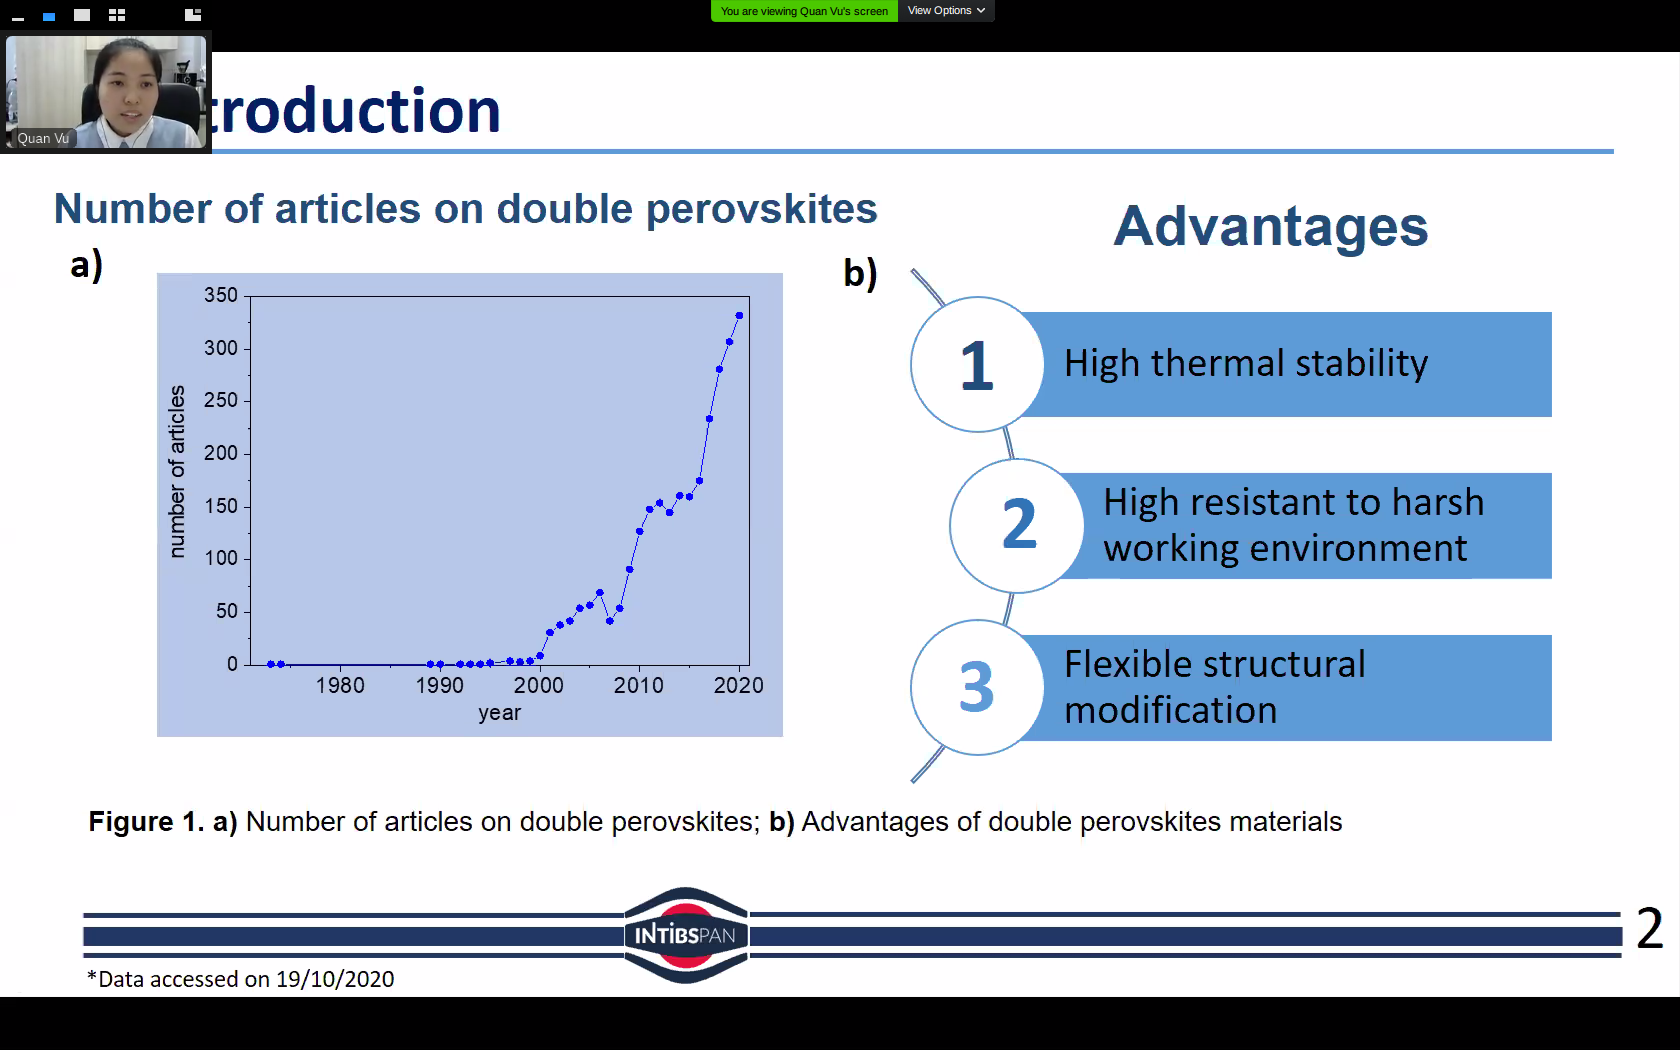 You are viewing Quan Vu's screen
View Options
Quan Vu
troduction
Number of articles on double perovskites
a)
350
300
250
200
150
100
50
0
number of articles
1980 1990 2000 2010 2020
year
Advantages
b)
1
High thermal stability
2
High resistant to harsh
working environment
3
Flexible structural
modification
Figure 1. a) Number of articles on double perovskites; b) Advantages of double perovskites materials
INTiBSPAN
2
*Data accessed on 19/10/2020